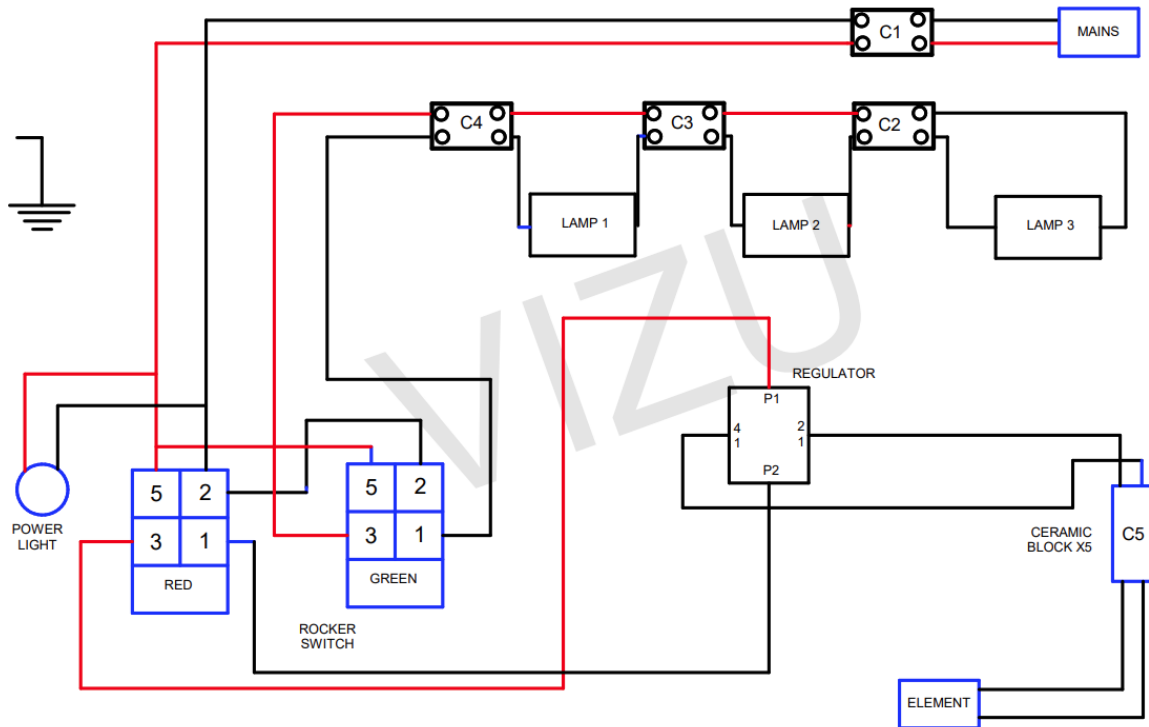 C1
MAINS
C4
C3
C2
LAMP 1
LAMP 2
LAMP 3
VIZU
REGULATOR
P1
4
1
2
1
P2
5
2
3
1
RED
5
2
3
1
GREEN
POWER
LIGHT
ROCKER
SWITCH
CERAMIC
BLOCK X5
C5
ELEMENT